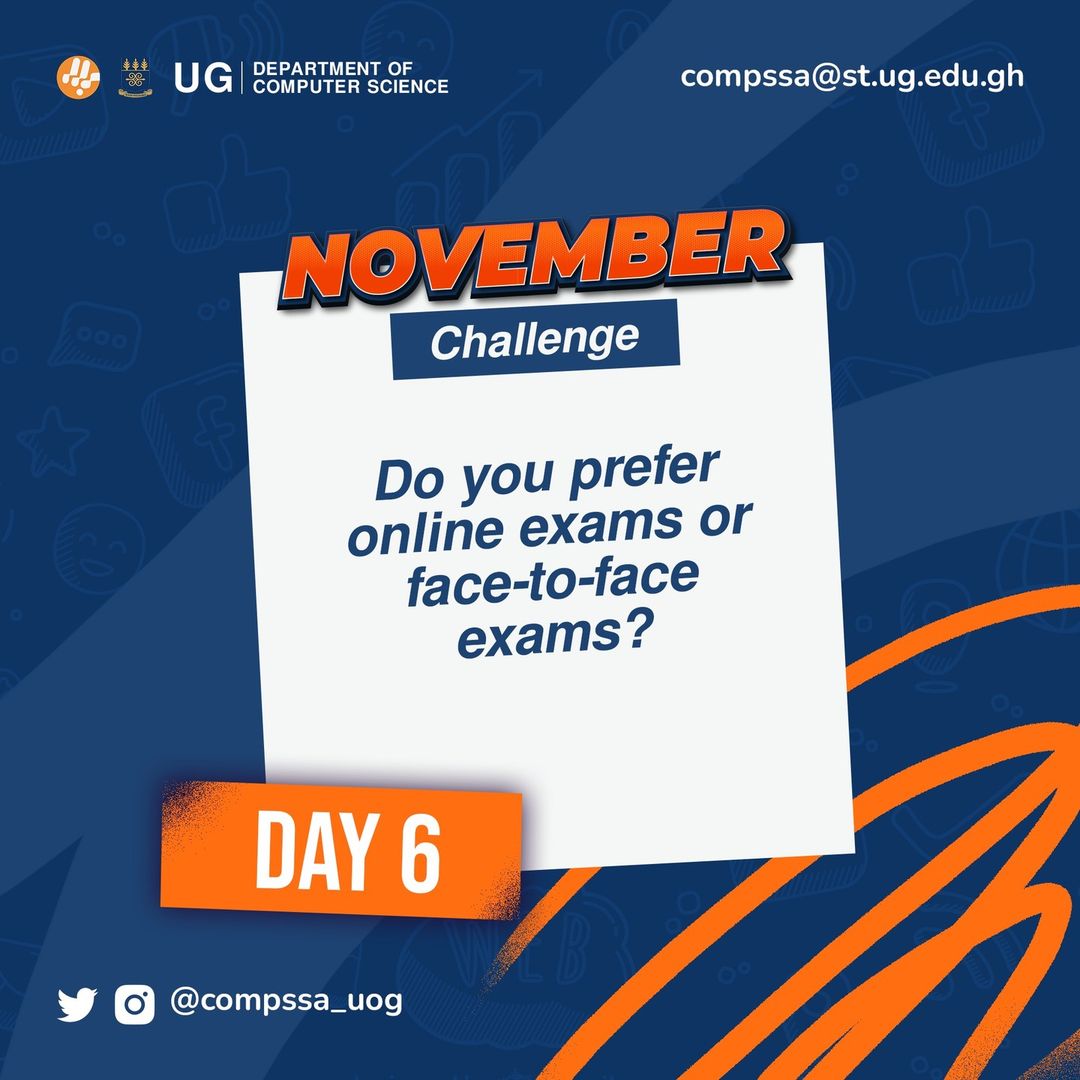 UG
DEPARTMENT OF
COMPUTER SCIENCE
compssa@st.ug.edu.gh
NOVEMBER
Challenge
Do you prefer
online exams or
face-to-face
exams?
DAY 6
WEB
@compssa_uog